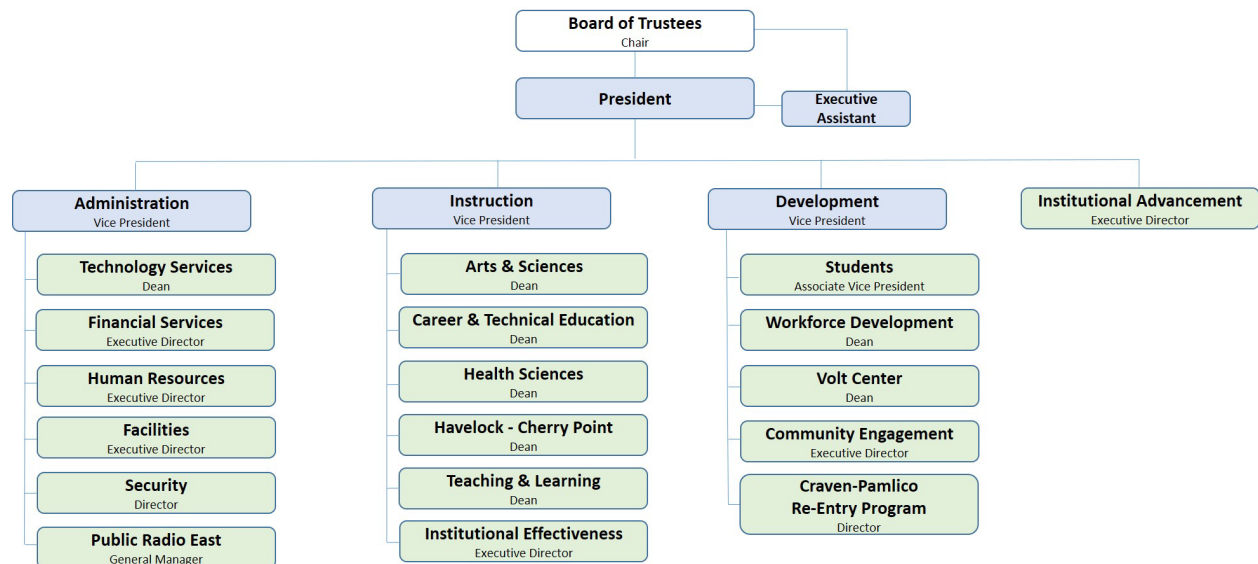 Board of Trustees
Chair
President
Executive
Assistant
Administration
Vice President
Technology Services
Dean
Financial Services
Executive Director
Human Resources
Executive Director
Facilities
Executive Director
Security
Director
Public Radio East
General Manager
Instruction
Vice President
Arts & Sciences
Dean
Career & Technical Education
Dean
Health Sciences
Dean
Havelock - Cherry Point
Dean
Teaching & Learning
Dean
Institutional Effectiveness
Executive Director
Development
Vice President
Students
Associate Vice President
Workforce Development
Dean
Volt Center
Dean
Community Engagement
Executive Director
Craven-Pamlico
Re-Entry Program
Director
Institutional Advancement
Executive Director